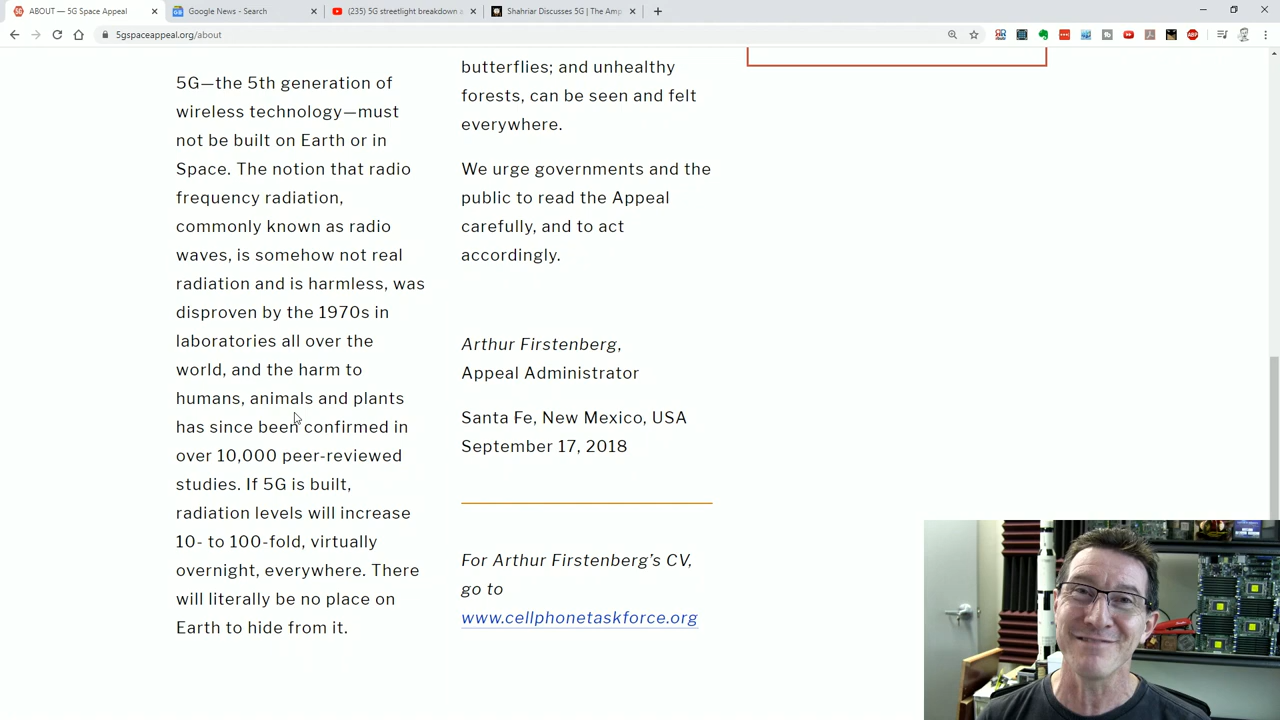 ABOUT — 5G Space Appeal
Google News - Search
(235) 5G streetlight breakdown a
Shahriar Discusses 5G | The Amp
5gspaceappeal.org/about
5G—the 5th generation of
wireless technology—must
not be built on Earth or in
Space. The notion that radio
frequency radiation,
commonly known as radio
waves, is somehow not real
radiation and is harmless, was
disproven by the 1970s in
laboratories all over the
world, and the harm to
humans, animals and plants
has since been confirmed in
over 10,000 peer-reviewed
studies. If 5G is built,
radiation levels will increase
10- to 100-fold, virtually
overnight, everywhere. There
will literally be no place on
Earth to hide from it.
butterflies; and unhealthy
forests, can be seen and felt
everywhere.
We urge governments and the
public to read the Appeal
carefully, and to act
accordingly.
Arthur Firstenberg,
Appeal Administrator
Santa Fe, New Mexico, USA
September 17, 2018
For Arthur Firstenberg's CV,
go to
www.cellphonetaskforce.org